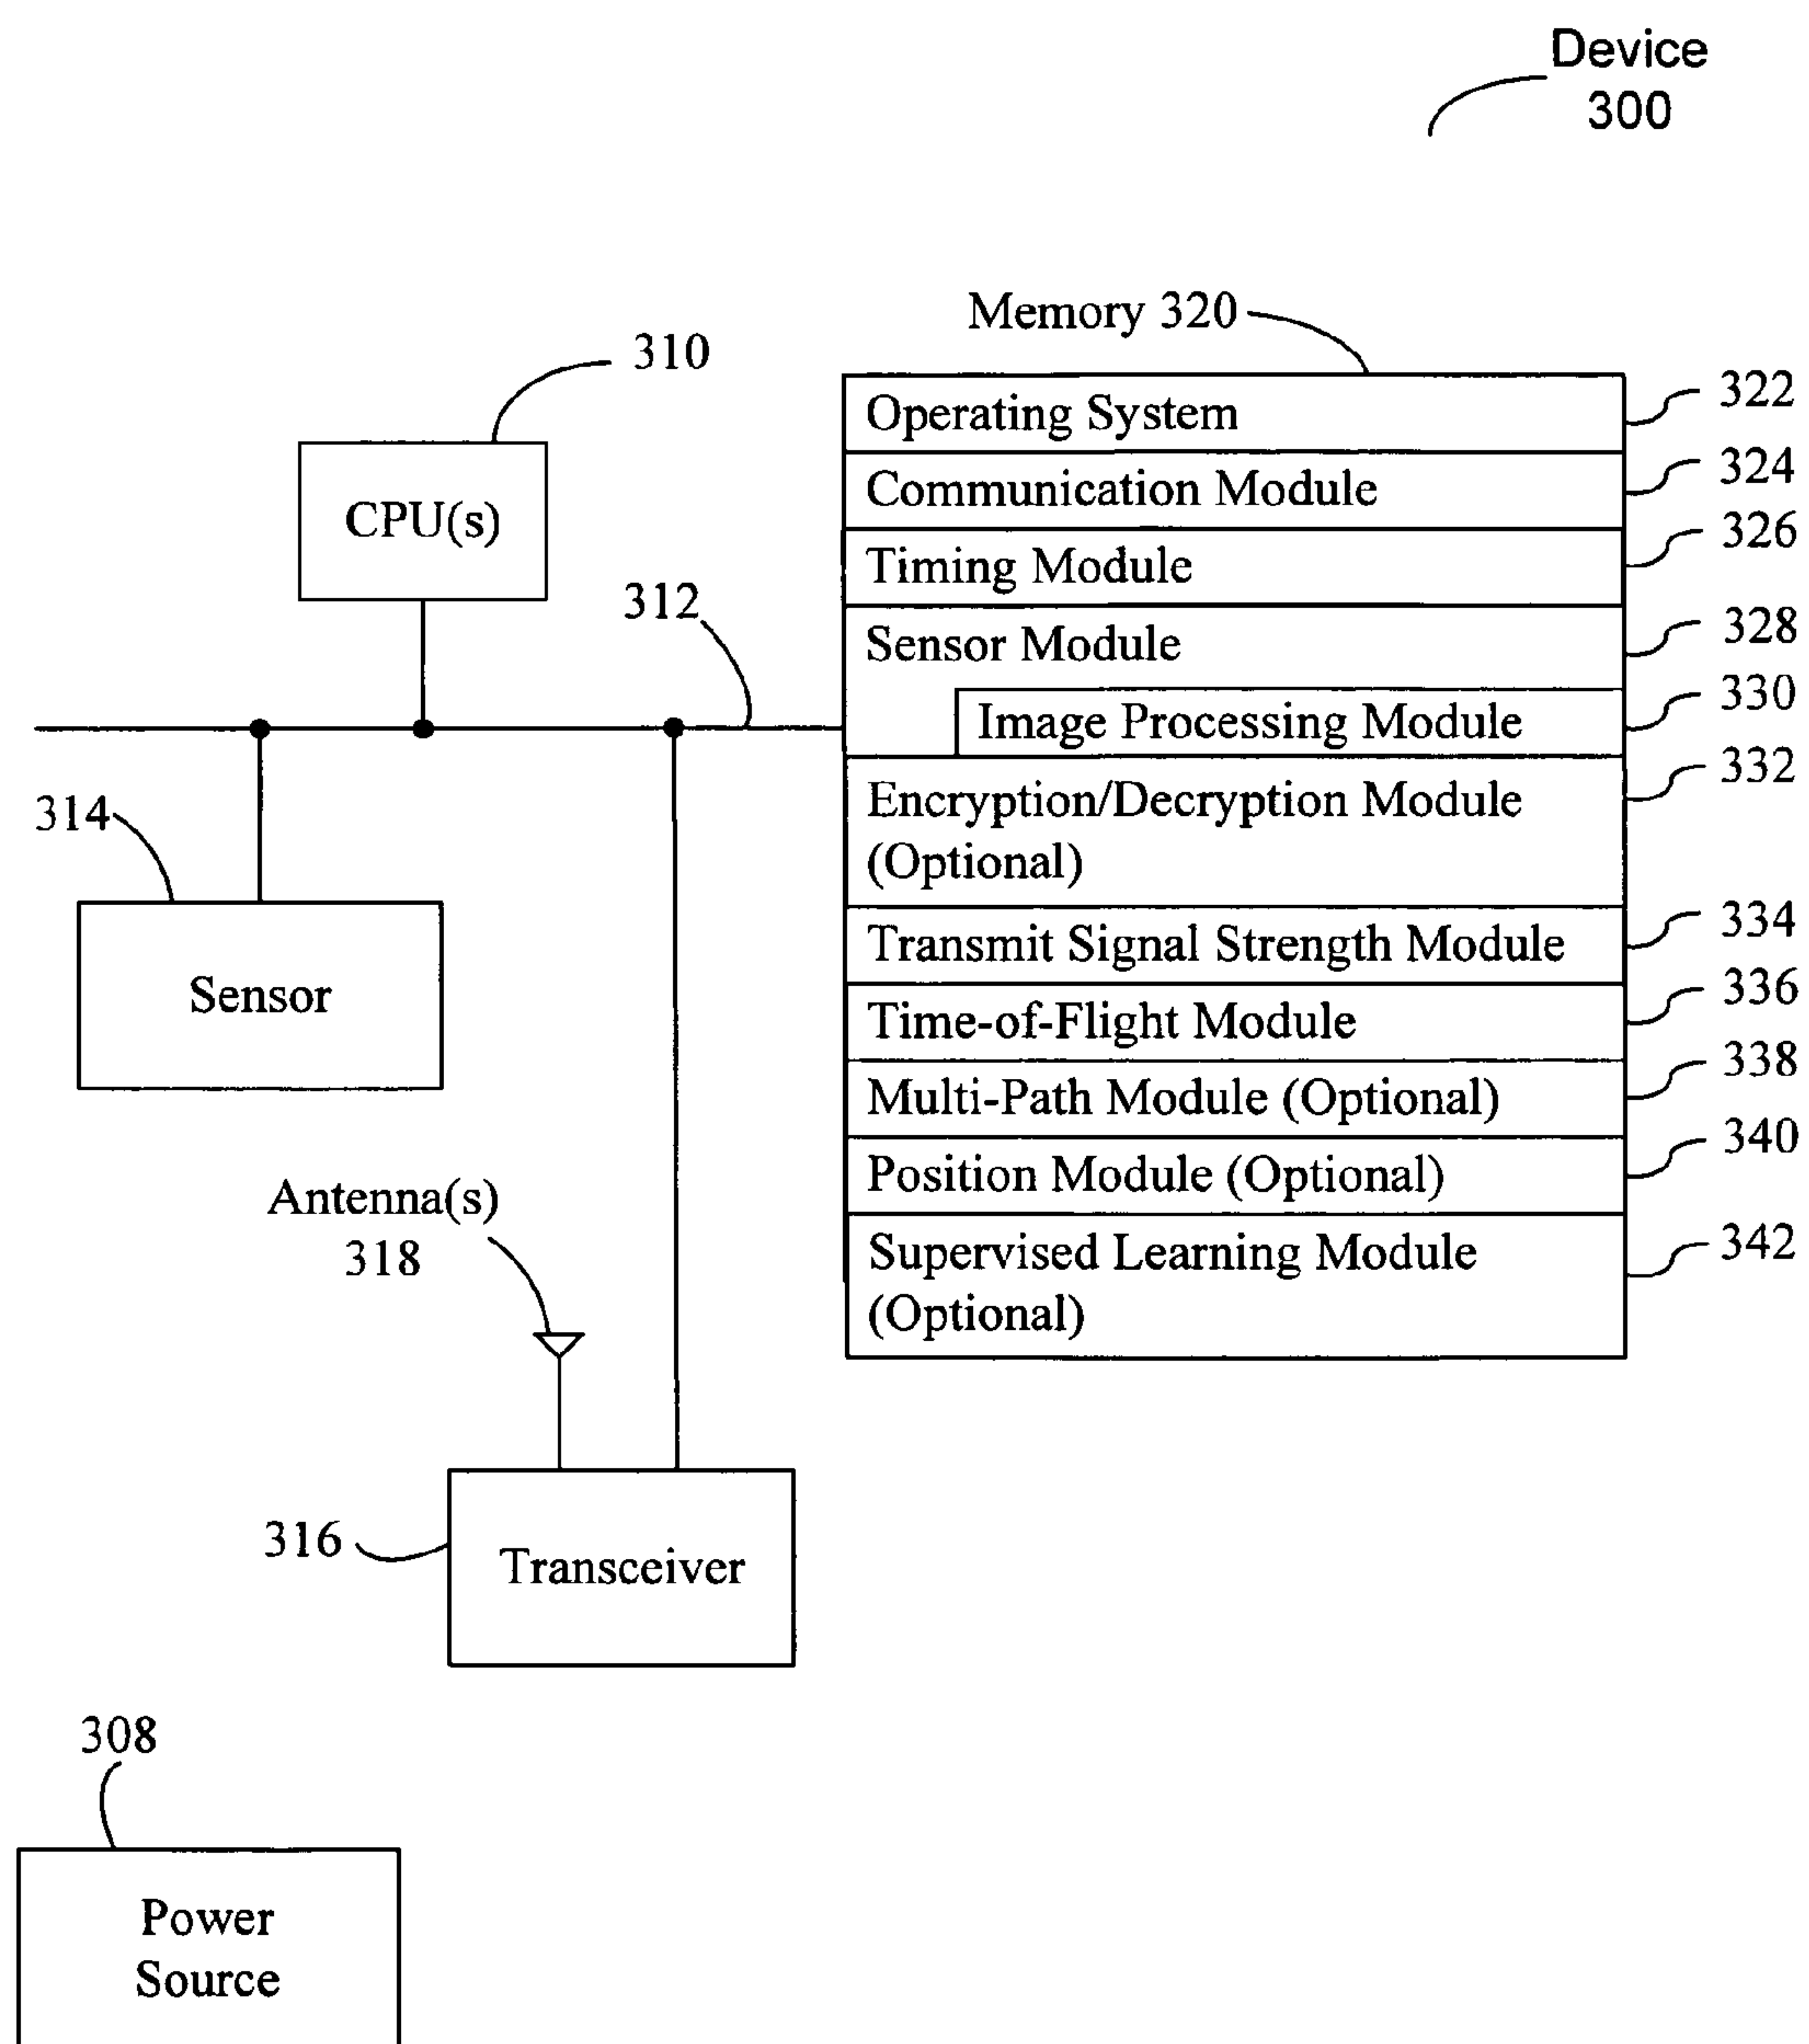 Device
300
Memory 320
310
Operating System
322
Communication Module
324
CPU(s)
Timing Module
326
312
Sensor Module
328
Image Processing Module
330
314
Encryption/Decryption Module
(Optional)
332
Sensor
Transmit Signal Strength Module
334
Time-of-Flight Module
336
Multi-Path Module (Optional)
338
Position Module (Optional)
340
Antenna(s)
318
Supervised Learning Module
(Optional)
342
316
Transceiver
308
Power
Source